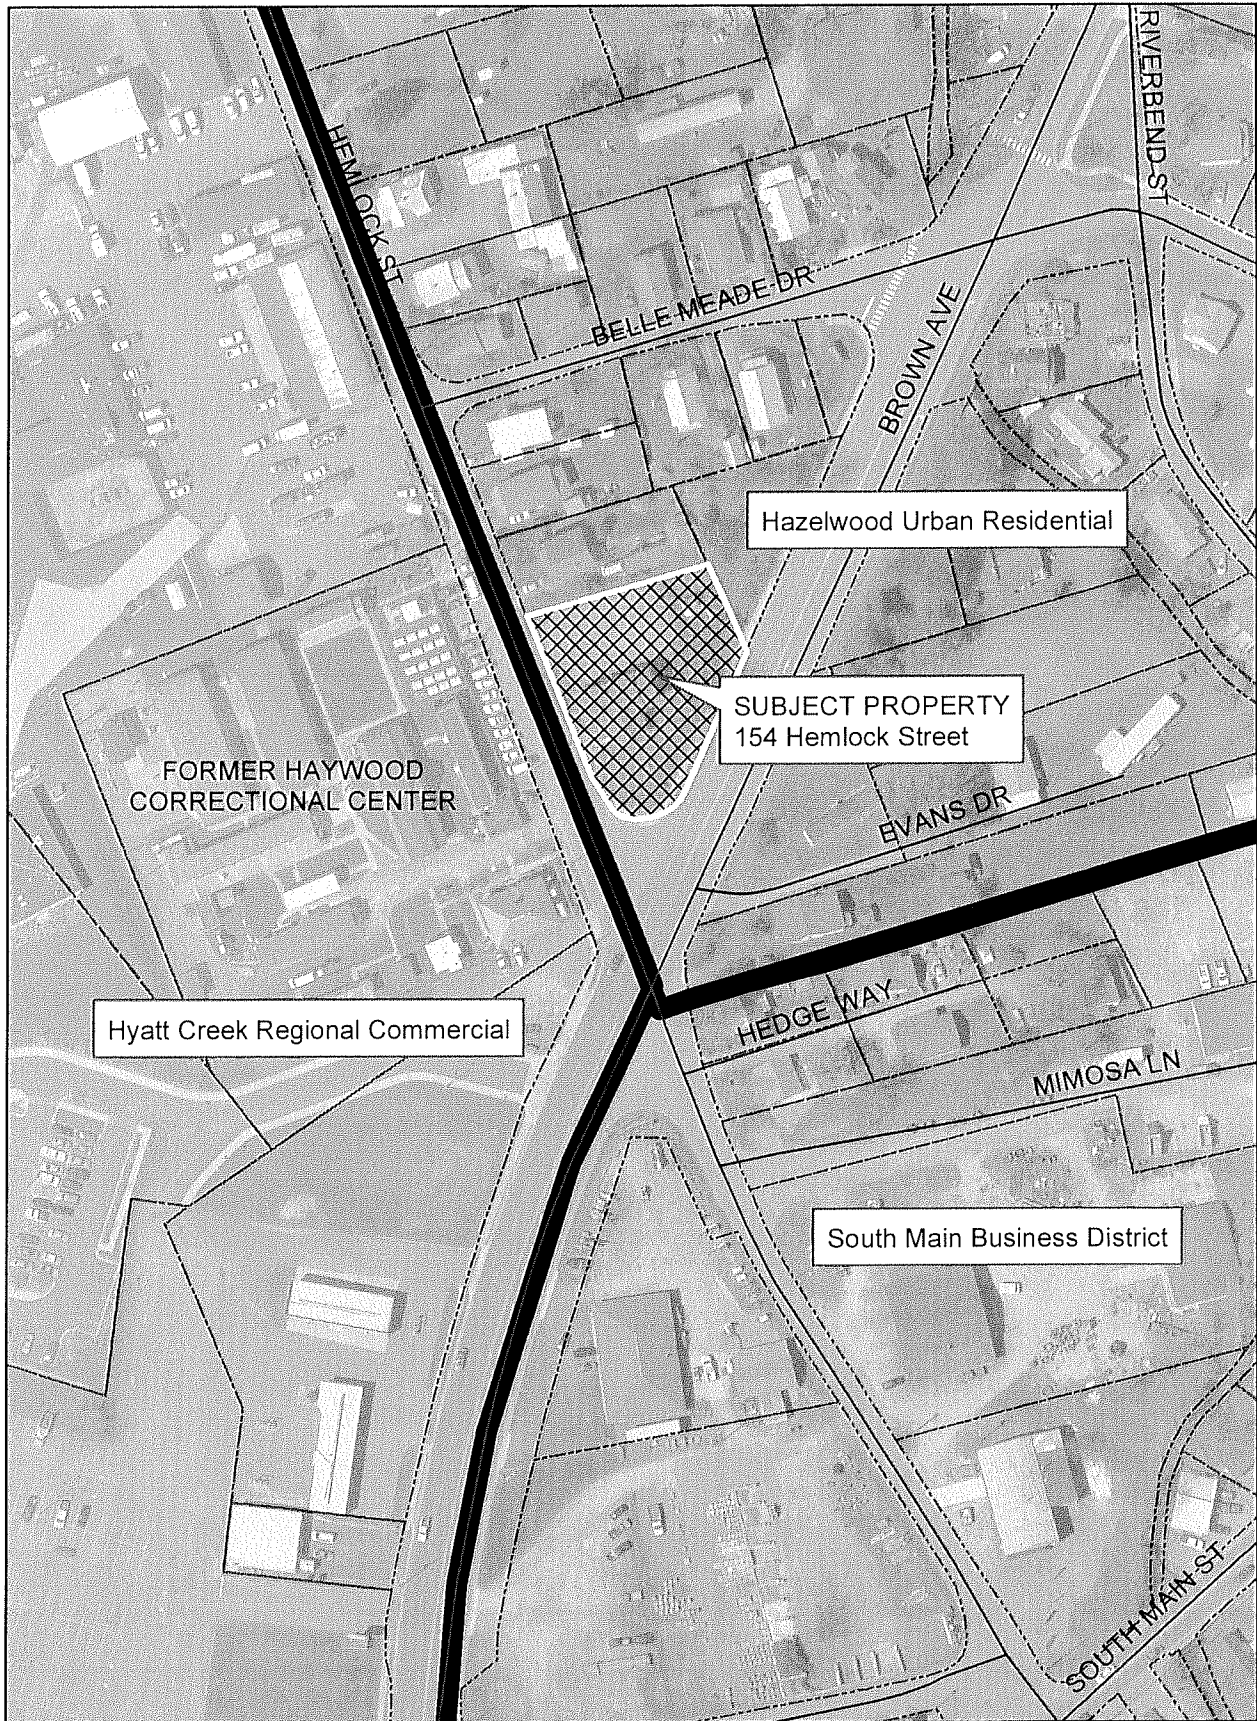 RIVERBEND ST
HEMLOCK ST
BELLE MEADE DR
BROWN AVE
Hazelwood Urban Residential
SUBJECT PROPERTY
154 Hemlock Street
FORMER HAYWOOD
CORRECTIONAL CENTER
EVANS DR
HEDGE WAY
Hyatt Creek Regional Commercial
MIMOSA LN
South Main Business District
SOUTH MAIN ST